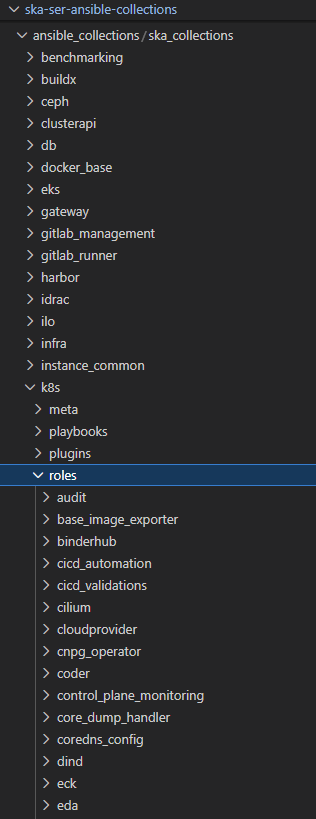 ska-ser-ansible-collections
ansible_collections / ska_collections
benchmarking
buildx
ceph
clusterapi
db
docker_base
eks
gateway
gitlab_management
gitlab_runner
harbor
idrac
ilo
infra
instance_common
k8s
meta
playbooks
plugins
roles
audit
base_image_exporter
binderhub
cicd_automation
cicd_validations
cilium
cloudprovider
cnpg_operator
coder
control_plane_monitoring
core_dump_handler
coredns_config
dind
eck
eda